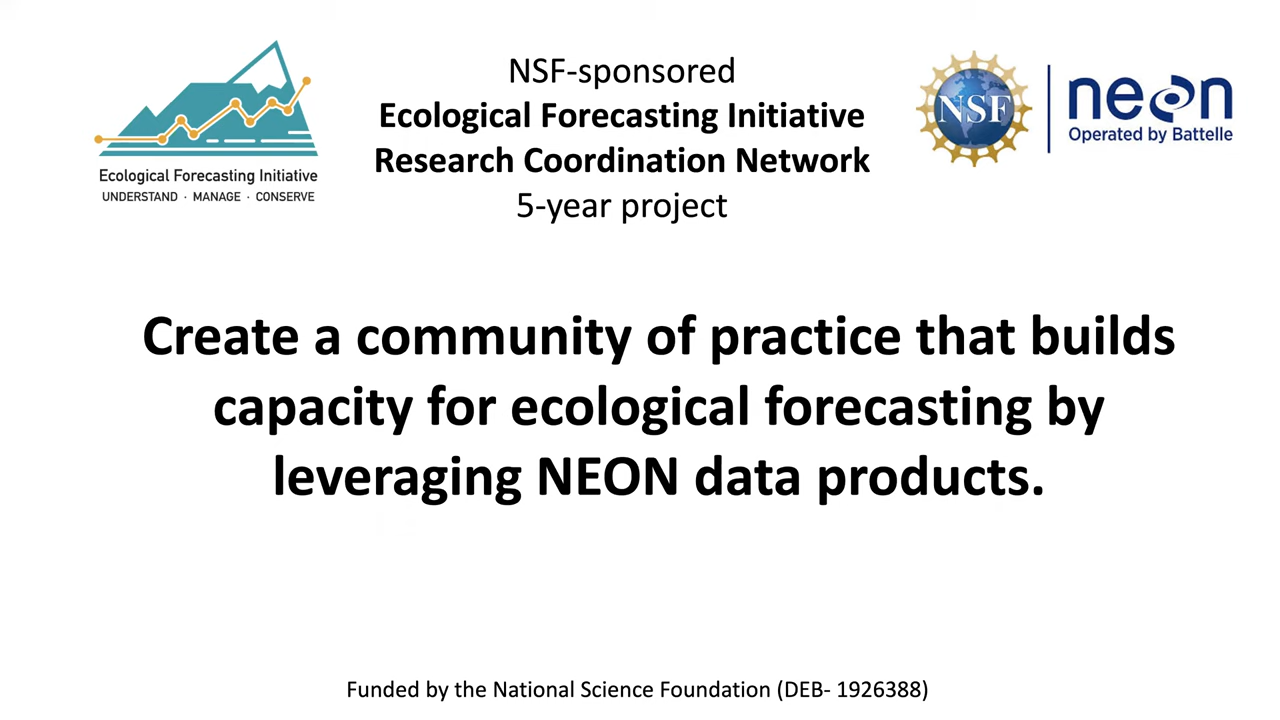 Ecological Forecasting Initiative
UNDERSTAND · MANAGE · CONSERVE
NSF-sponsored
Ecological Forecasting Initiative
Research Coordination Network
5-year project
NSF
neon
Operated by Battelle
Create a community of practice that builds
capacity for ecological forecasting by
leveraging NEON data products.
Funded by the National Science Foundation (DEB- 1926388)